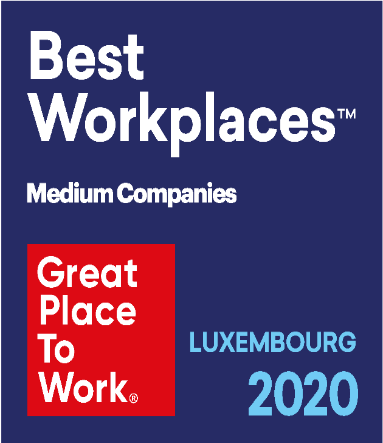 Best
Workplaces™
Medium Companies
Great
Place
To
Work®
LUXEMBOURG
2020